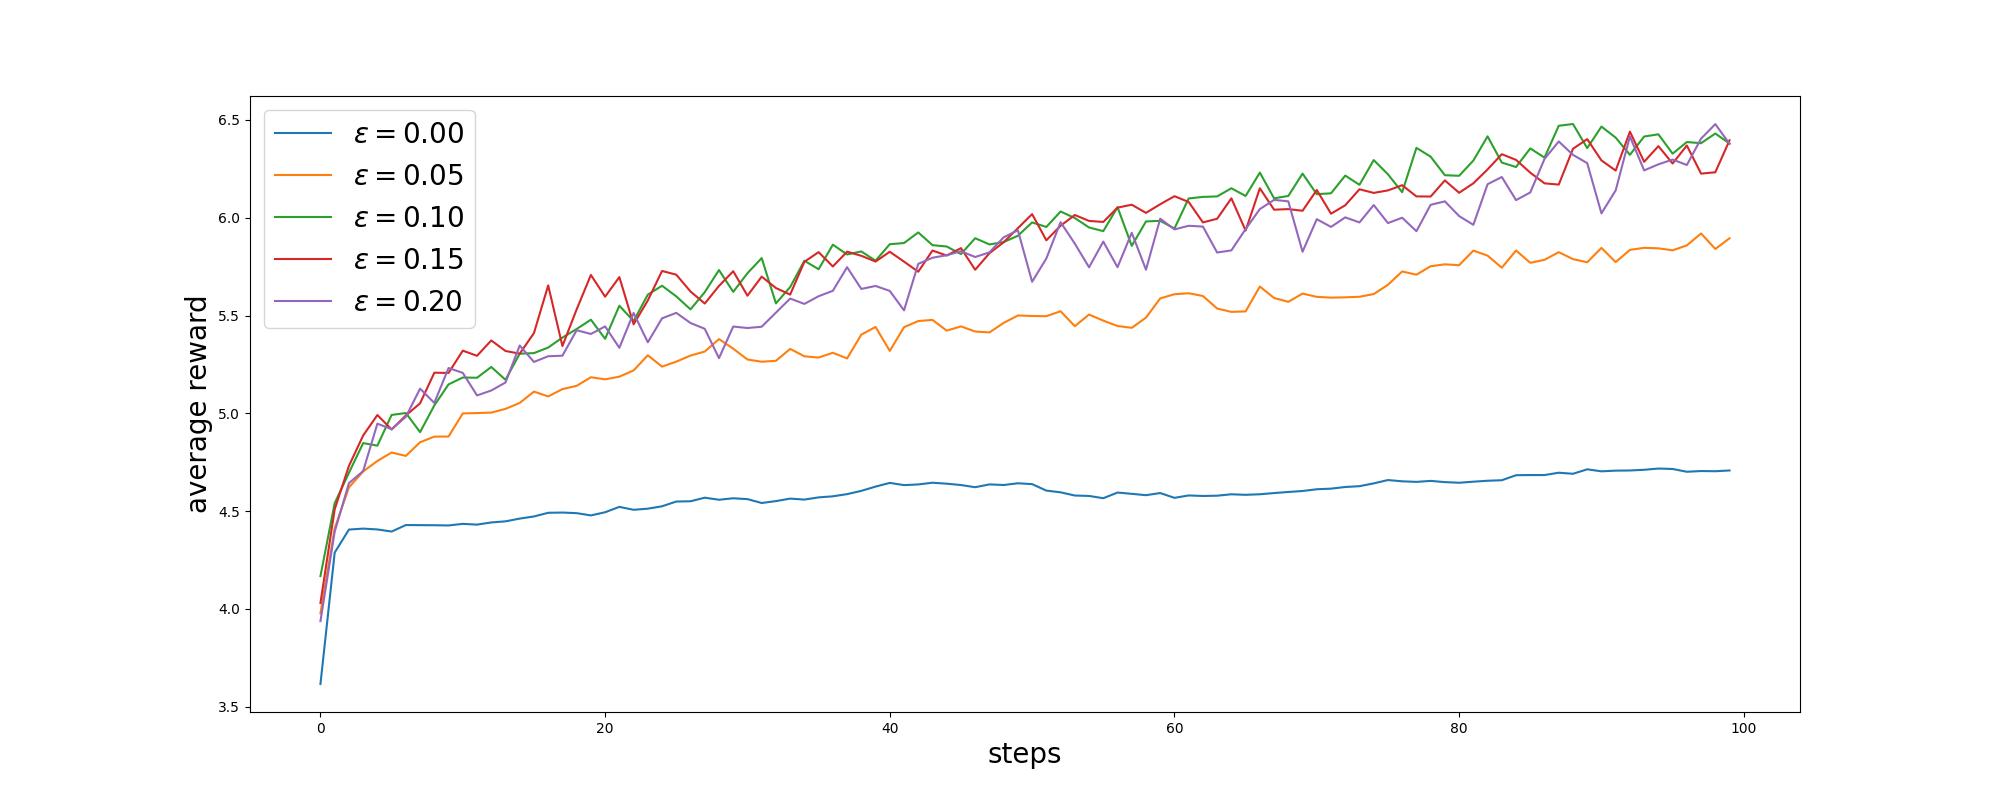 ε = 0.00
ε = 0.05
ε = 0.10
ε = 0.15
ε = 0.20
average reward
6.5
6.0
5.5
5.0
4.5
4.0
3.5
0 20 40 60 80 100
steps